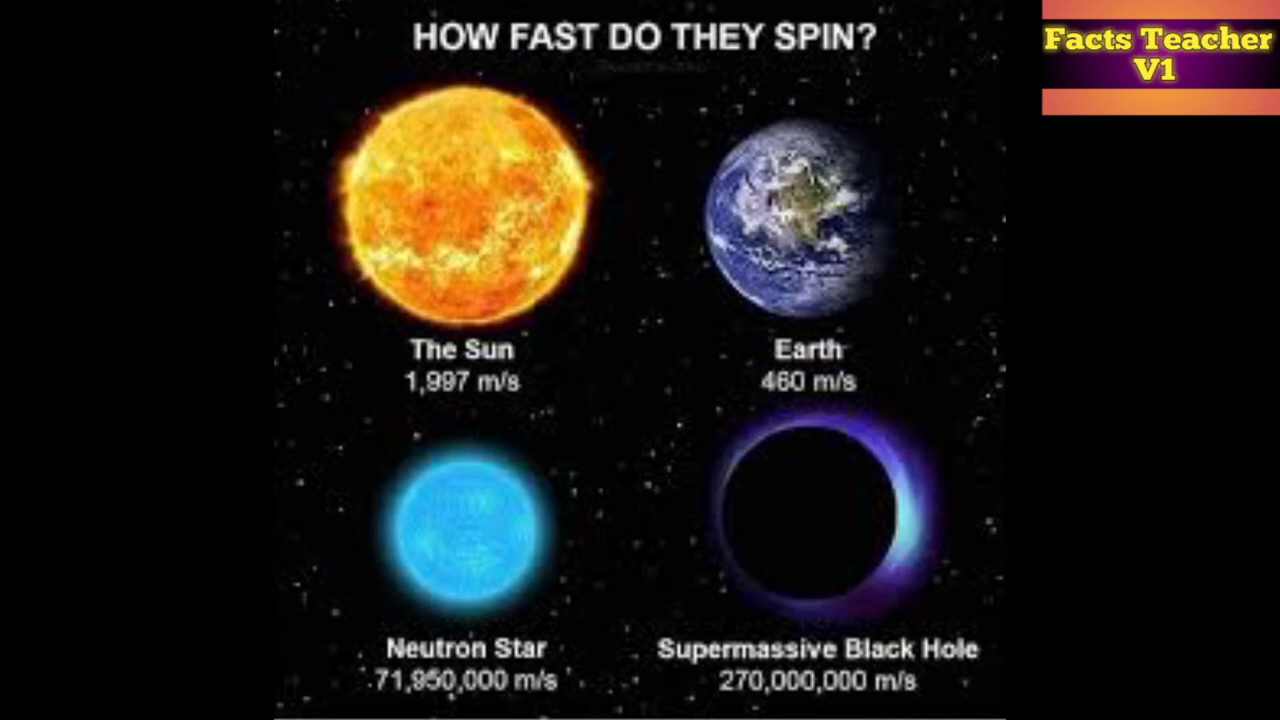 HOW FAST DO THEY SPIN?
Facts Teacher
V1
The Sun
1,997 m/s
Earth
460 m/s
Neutron Star
71,950,000 m/s
Supermassive Black Hole
270,000,000 m/s